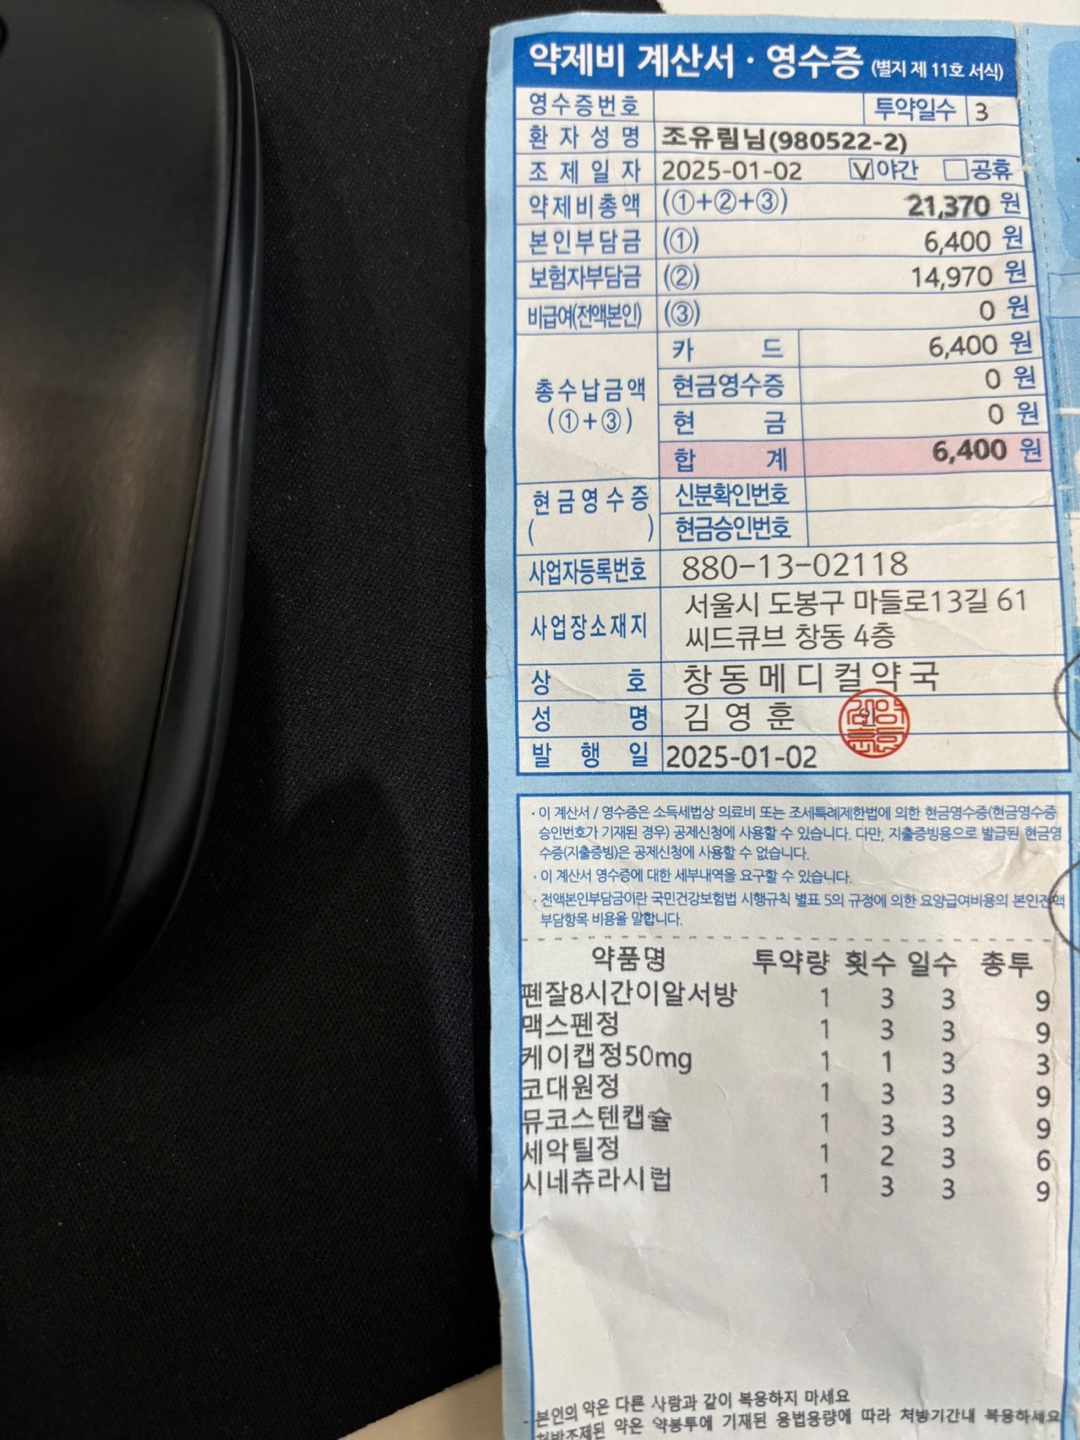 약제비 계산서 · 영수증 (별지 제 11호 서식)
영수증번호 투약일수 3
환자성명 조유림님(980522-2)
조제일자 2025-01-02 ☑야간 ☐공휴
약제비총액 (①+②+③) 21,370 원
본인부담금 (①) 6,400 원
보험자부담금 (②) 14,970 원
비급여(전액본인) (③) 0 원
총수납금액 (①+③)
카드 6,400 원
현금영수증 0 원
현금 0 원
합계 6,400 원
현금영수증 ( )
신분확인번호
현금승인번호
사업자등록번호 880-13-02118
사업장소재지 서울시 도봉구 마들로13길 61
씨드큐브 창동 4층
상호 창동메디컬약국
성명 김영훈
발행일 2025-01-02
· 이 계산서 / 영수증은 소득세법상 의료비 또는 조세특례제한법에 의한 현금영수증(현금영수증
승인번호가 기재된 경우) 공제신청에 사용할 수 있습니다. 다만, 지출증빙용으로 발급된 현금영
수증(지출증빙)은 공제신청에 사용할 수 없습니다.
· 이 계산서 영수증에 대한 세부내역을 요구할 수 있습니다.
· 전액본인부담금이란 국민건강보험법 시행규칙 별표 5의 규정에 의한 요양급여비용의 본인전액
부담항목 비용을 말합니다.
약품명 투약량 횟수 일수 총투
펜잘8시간이알서방 1 3 3 9
맥스펜정 1 3 3 9
케이캡정50mg 1 1 3 3
코대원정 1 3 3 9
뮤코스텐캡슐 1 3 3 9
세악틸정 1 2 3 6
시네츄라시럽 1 3 3 9
본인의 약은 다른 사람과 같이 복용하지 마세요
처방조제된 약은 약봉투에 기재된 용법용량에 따라 처방기간내 복용하세요